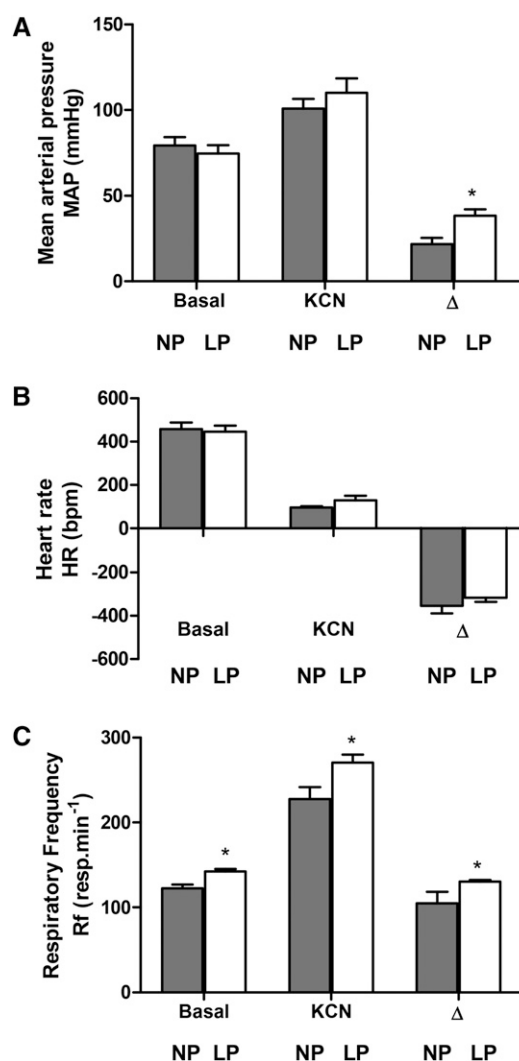 A
Mean arterial pressure
MAP (mmHg)
150
100
50
0
*
Basal KCN Δ
NP LP NP LP NP LP
B
Heart rate
HR (bpm)
600
400
200
0
-200
-400
-600
Basal KCN Δ
NP LP NP LP NP LP
C
Respiratory Frequency
Rf (resp.min⁻¹)
300
200
100
0
* * *
Basal KCN Δ
NP LP NP LP NP LP